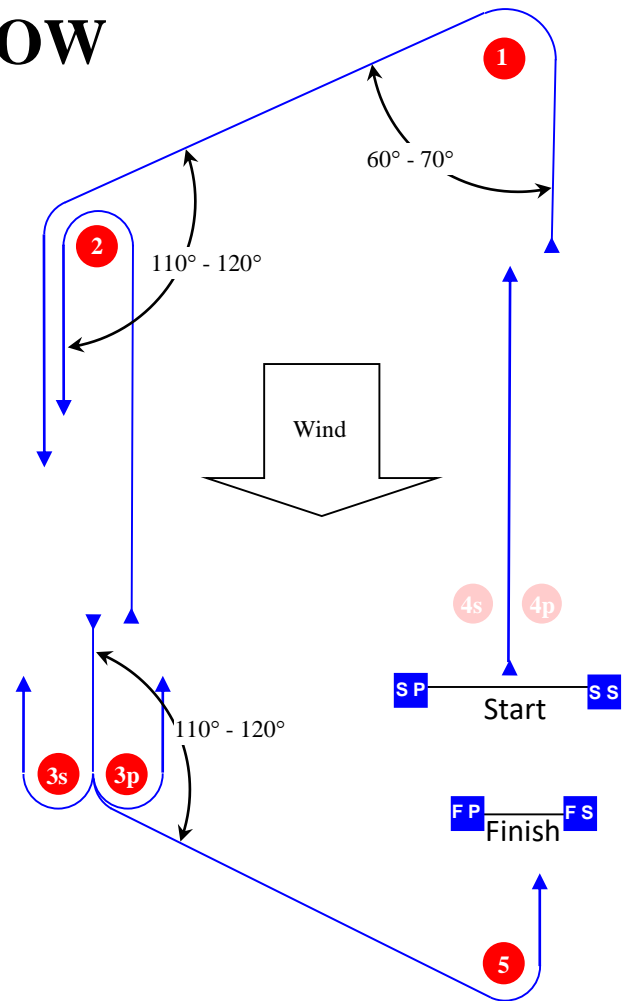 OW
1
60° - 70°
2
110° - 120°
Wind
4s
4p
S P
S S
Start
110° - 120°
3s
3p
F P
F S
Finish
5